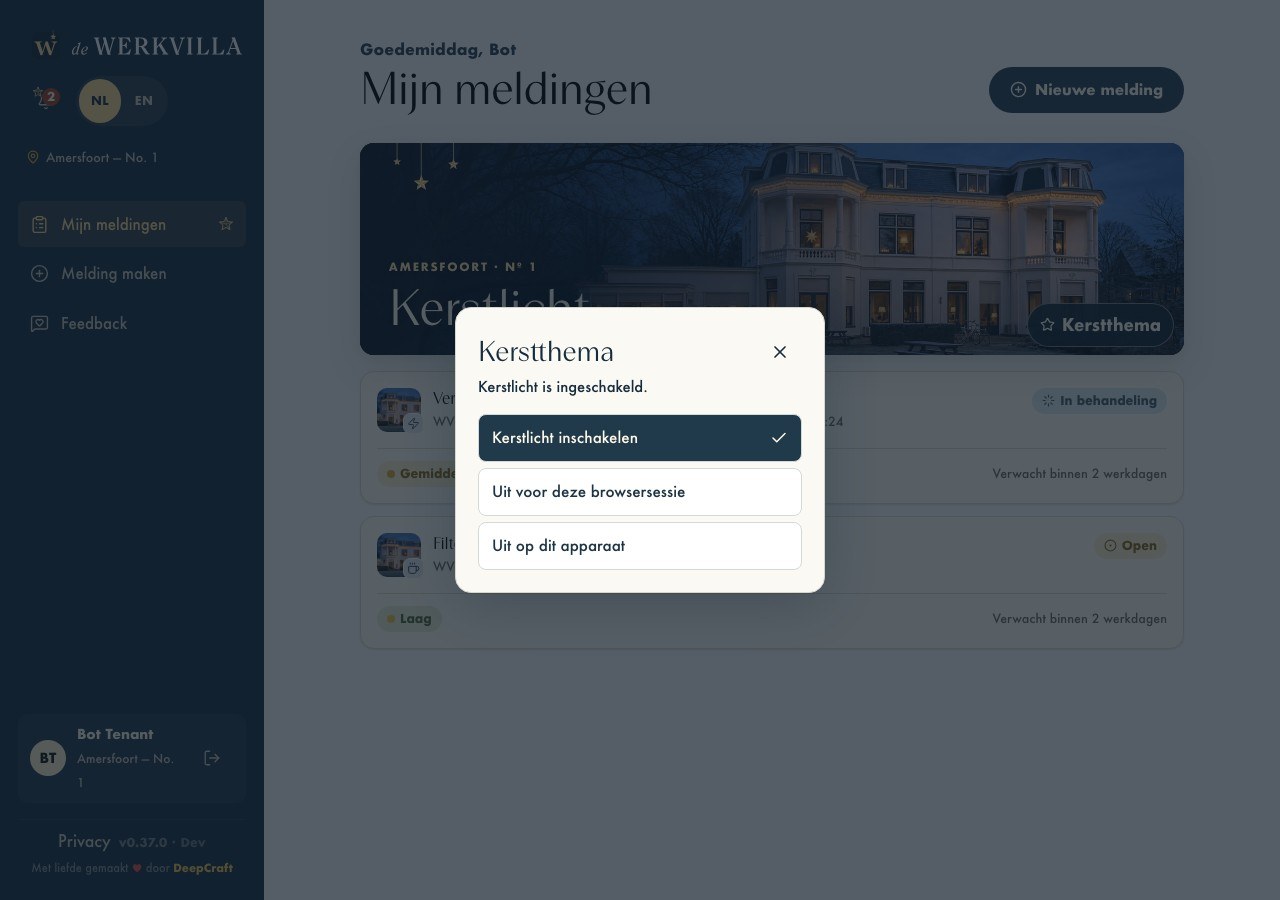 W de WERKVILLA
2
NL
EN
Amersfoort – No. 1
Mijn meldingen
Melding maken
Feedback
Bot Tenant
BT
Amersfoort – No.
1
Privacy v0.37.0 · Dev
Met liefde gemaakt ♥ door DeepCraft
Goedemiddag, Bot
Mijn meldingen
Nieuwe melding
AMERSFOORT · Nº 1
Kerstlicht
Kerstthema
Kerstthema
Kerstlicht is ingeschakeld.
Kerstlicht inschakelen
Uit voor deze browsersessie
Uit op dit apparaat
In behandeling
:24
Verwacht binnen 2 werkdagen
Open
Laag
Verwacht binnen 2 werkdagen